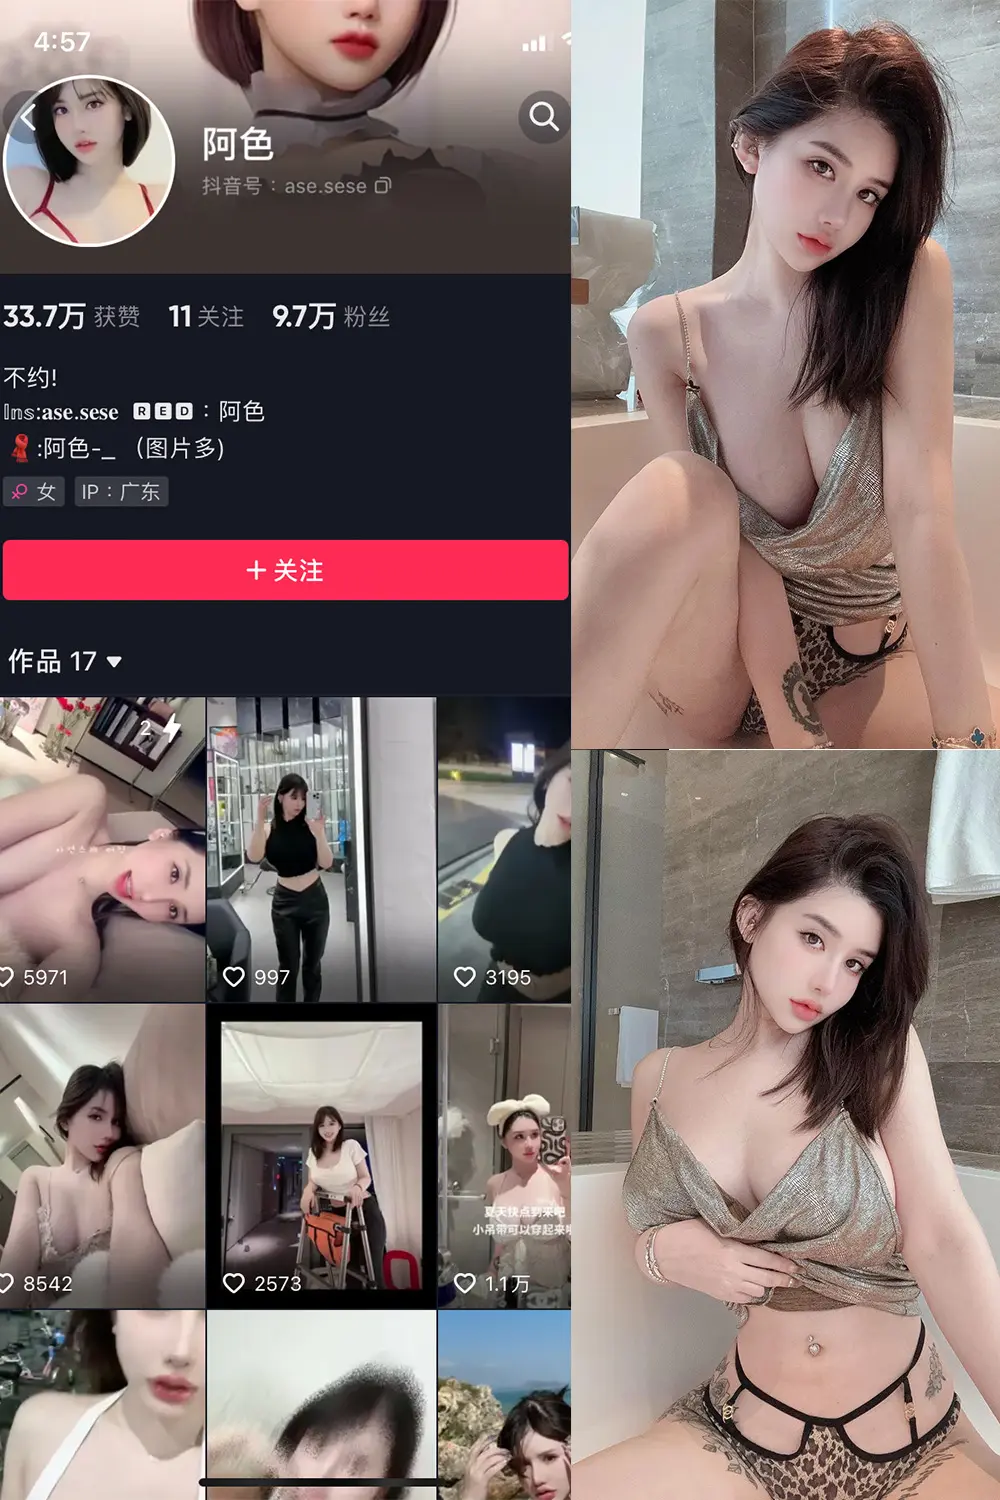 4:57
阿色
抖音号：ase.sese
33.7万 获赞 11 关注 9.7万 粉丝
不约!
𝕀𝕟𝕤:𝐚𝐬𝐞.𝐬𝐞𝐬𝐞 🆁🅴🅳：阿色
:阿色-_ （图片多)
女 IP：广东
+ 关注
作品 17
2
5971
997
3195
夏天快点到来吧
小吊带可以穿起来
8542
2573
1.1万